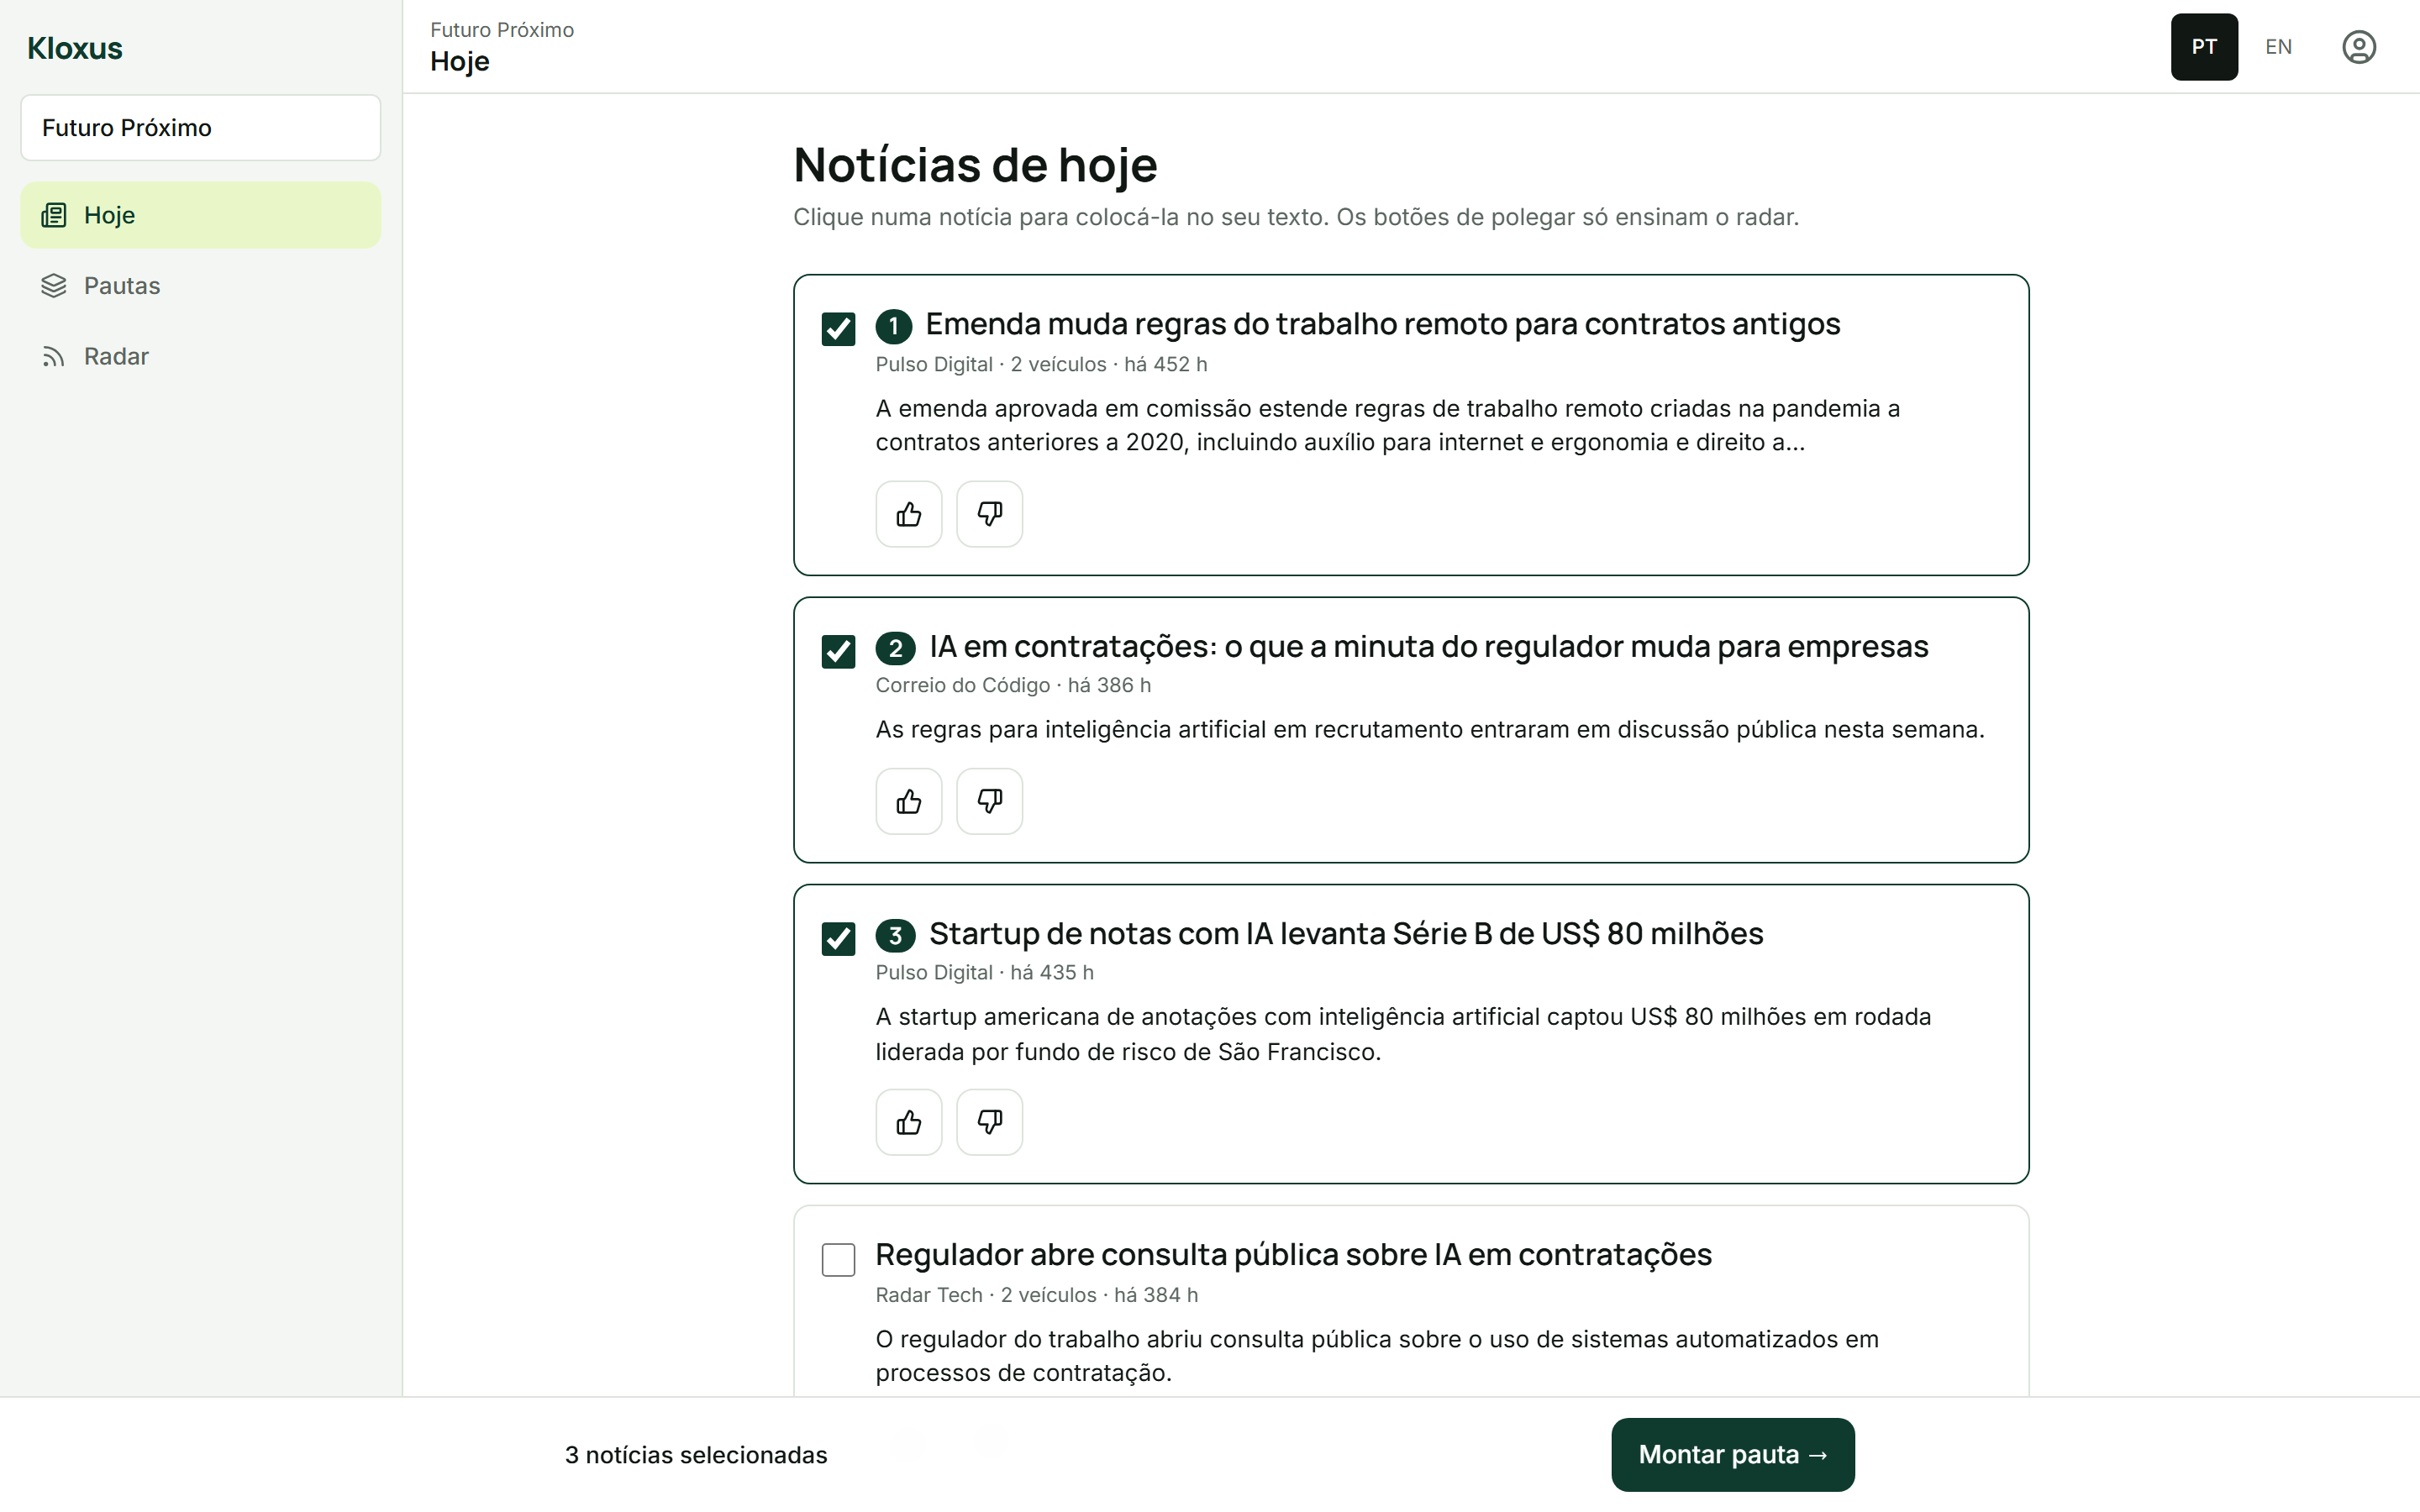 Kloxus
Futuro Próximo
Hoje
Pautas
Radar
Futuro Próximo
Hoje
PT
EN
Notícias de hoje
Clique numa notícia para colocá-la no seu texto. Os botões de polegar só ensinam o radar.
1 Emenda muda regras do trabalho remoto para contratos antigos
Pulso Digital · 2 veículos · há 452 h
A emenda aprovada em comissão estende regras de trabalho remoto criadas na pandemia a
contratos anteriores a 2020, incluindo auxílio para internet e ergonomia e direito a...
2 IA em contratações: o que a minuta do regulador muda para empresas
Correio do Código · há 386 h
As regras para inteligência artificial em recrutamento entraram em discussão pública nesta semana.
3 Startup de notas com IA levanta Série B de US$ 80 milhões
Pulso Digital · há 435 h
A startup americana de anotações com inteligência artificial captou US$ 80 milhões em rodada
liderada por fundo de risco de São Francisco.
Regulador abre consulta pública sobre IA em contratações
Radar Tech · 2 veículos · há 384 h
O regulador do trabalho abriu consulta pública sobre o uso de sistemas automatizados em
processos de contratação.
3 notícias selecionadas
Montar pauta →